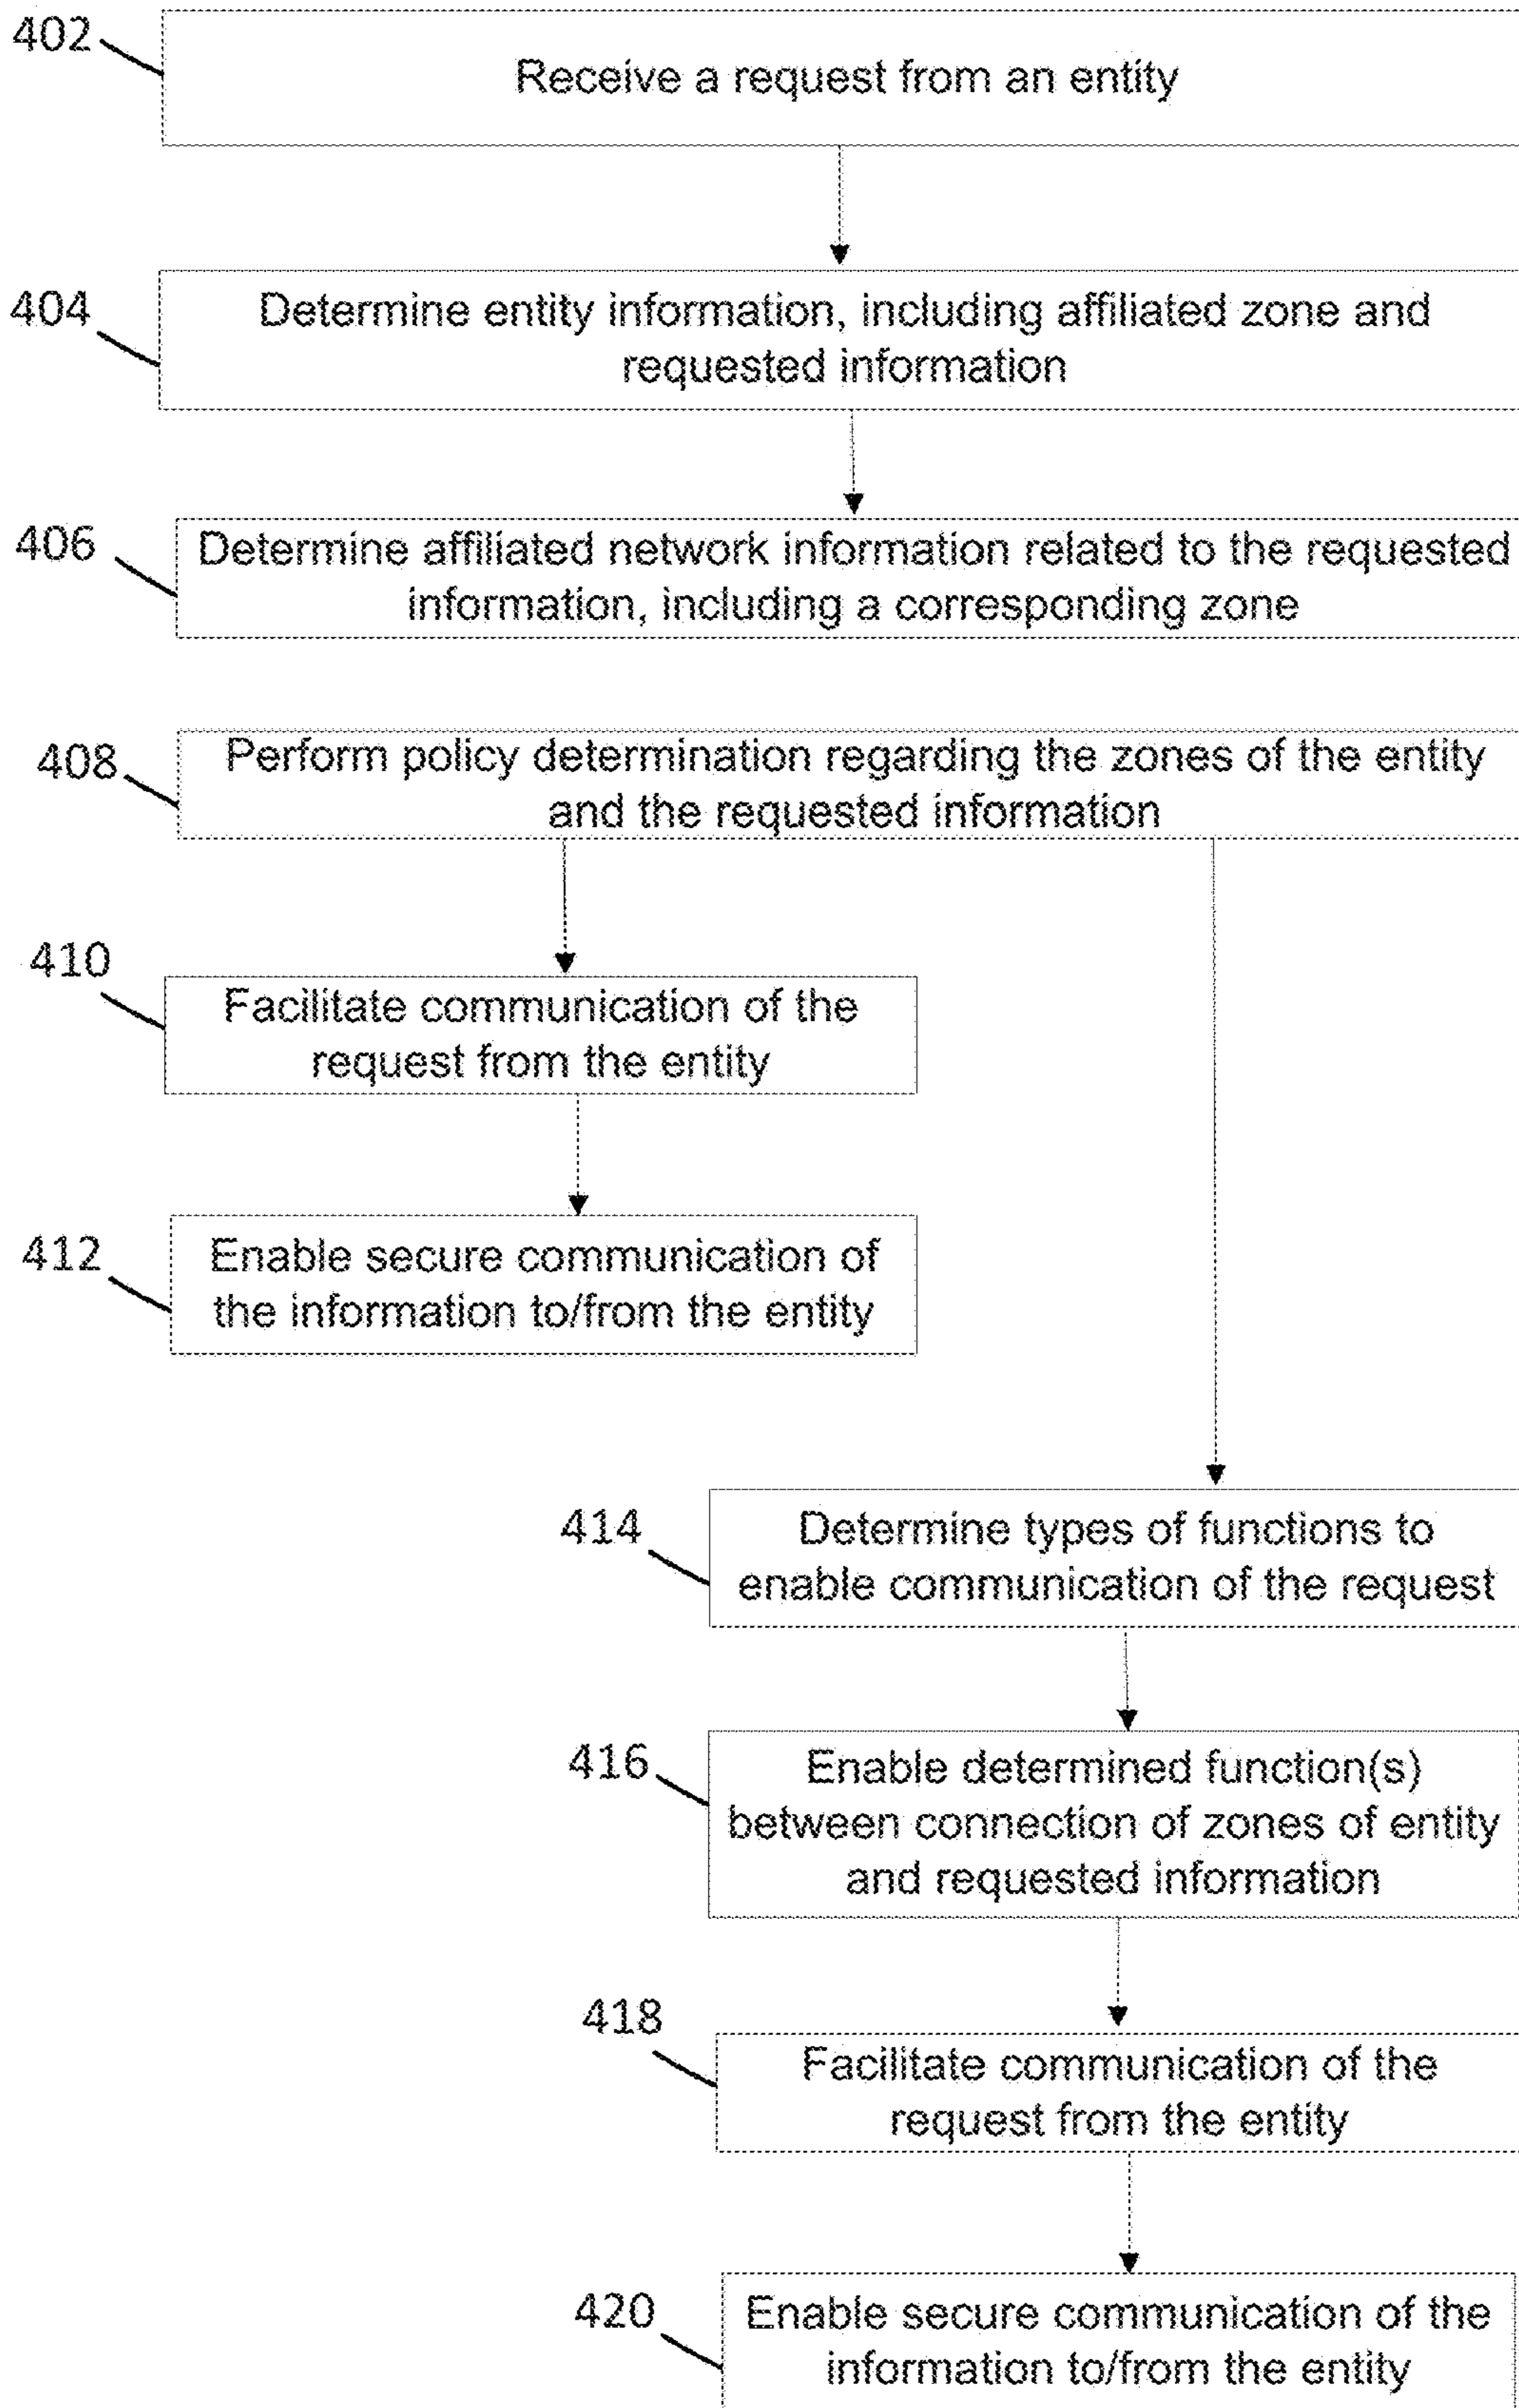 402
Receive a request from an entity
404
Determine entity information, including affiliated zone and
requested information
406
Determine affiliated network information related to the requested
information, including a corresponding zone
408
Perform policy determination regarding the zones of the entity
and the requested information
410
Facilitate communication of the
request from the entity
412
Enable secure communication of
the information to/from the entity
414
Determine types of functions to
enable communication of the request
416
Enable determined function(s)
between connection of zones of entity
and requested information
418
Facilitate communication of the
request from the entity
420
Enable secure communication of the
information to/from the entity